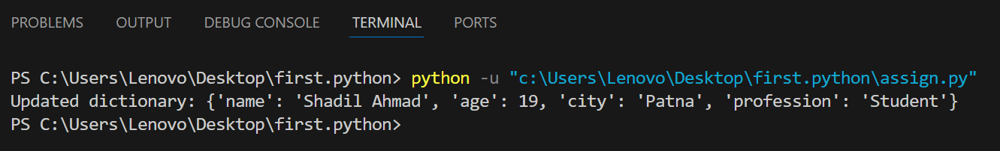 PROBLEMS OUTPUT DEBUG CONSOLE TERMINAL PORTS
PS C:\Users\Lenovo\Desktop\first.python> python -u "c:\Users\Lenovo\Desktop\first.python\assign.py"
Updated dictionary: {'name': 'Shadil Ahmad', 'age': 19, 'city': 'Patna', 'profession': 'Student'}
PS C:\Users\Lenovo\Desktop\first.python>